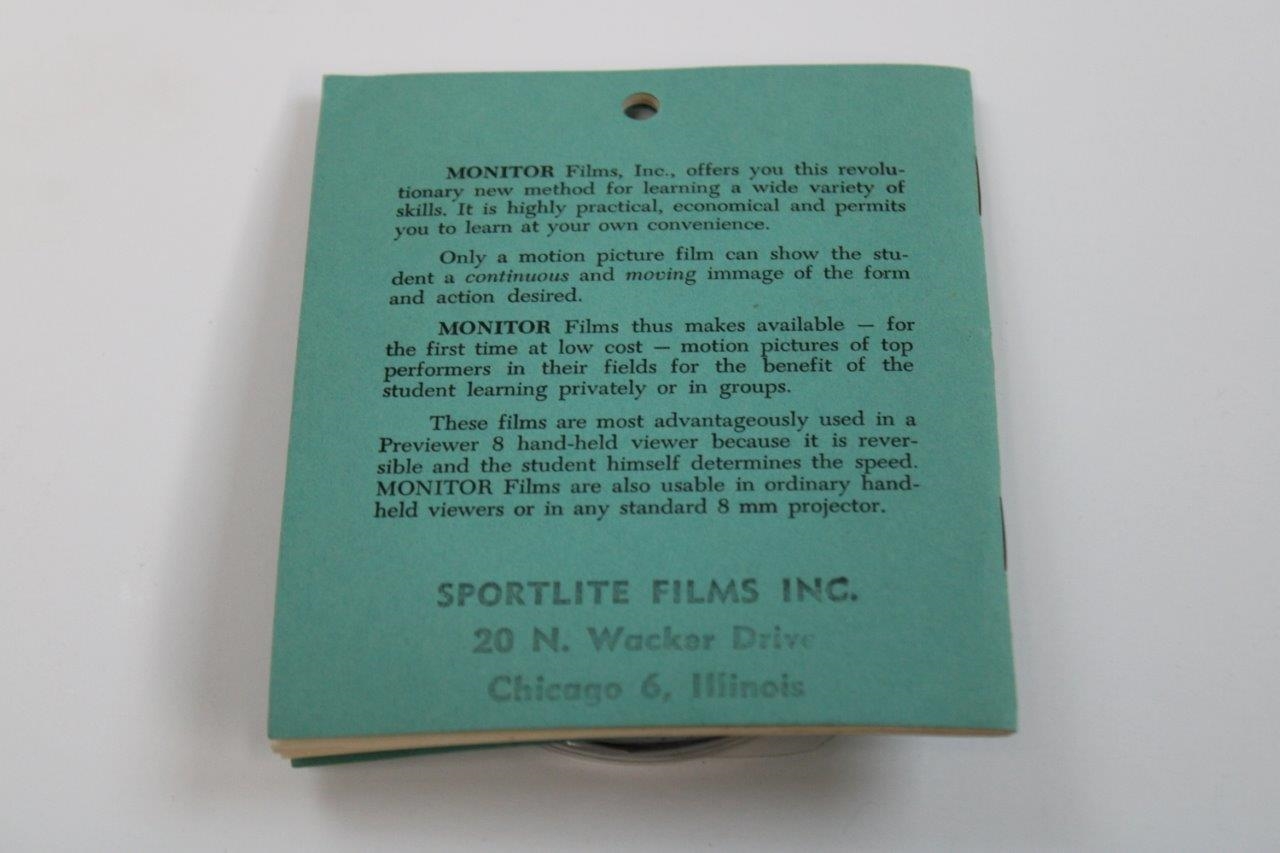 MONITOR Films, Inc., offers you this revolu-
tionary new method for learning a wide variety of
skills. It is highly practical, economical and permits
you to learn at your own convenience.
Only a motion picture film can show the stu-
dent a continuous and moving immage of the form
and action desired.
MONITOR Films thus makes available — for
the first time at low cost — motion pictures of top
performers in their fields for the benefit of the
student learning privately or in groups.
These films are most advantageously used in a
Previewer 8 hand-held viewer because it is rever-
sible and the student himself determines the speed.
MONITOR Films are also usable in ordinary hand-
held viewers or in any standard 8 mm projector.
SPORTLITE FILMS INC.
20 N. Wacker Drive
Chicago 6, Illinois